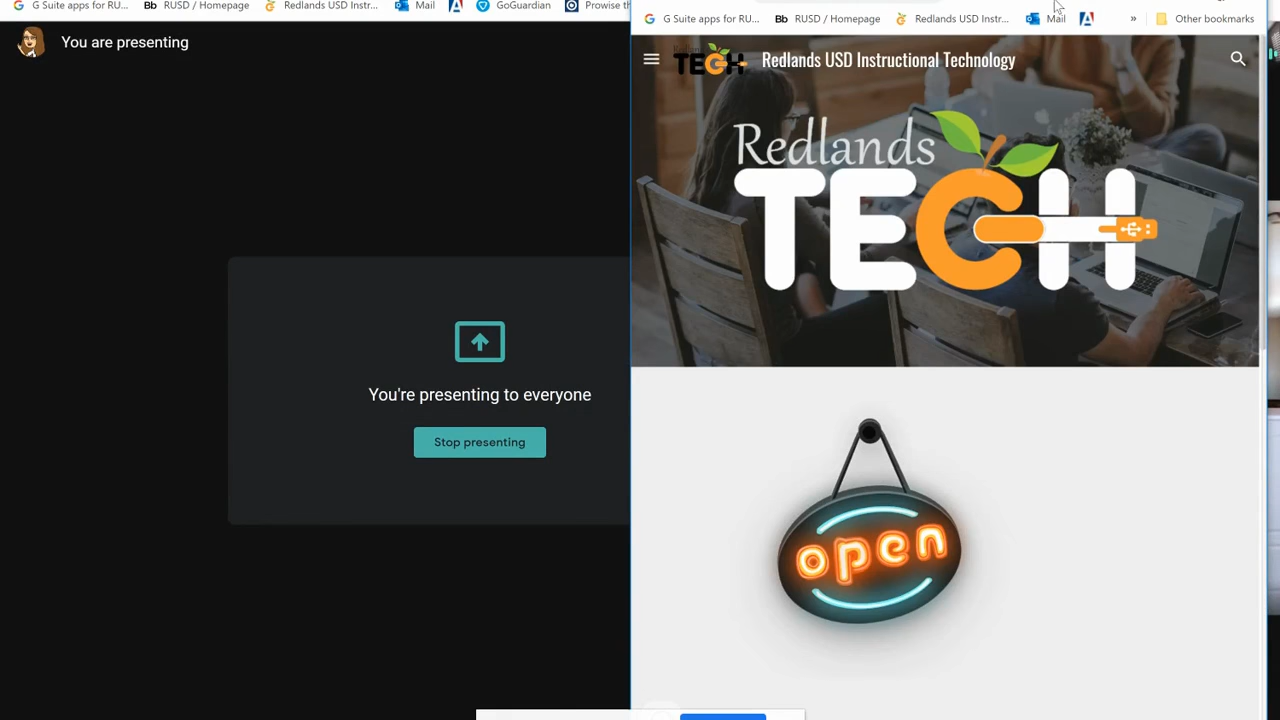 G Suite apps for RU... Bb RUSD / Homepage Redlands USD Instr... Mail GoGuardian Prowise th
You are presenting
You're presenting to everyone
Stop presenting
G Suite apps for RU... Bb RUSD / Homepage Redlands USD Instr... Mail » Other bookmarks
TECH Redlands USD Instructional Technology
Redlands
TECH
open